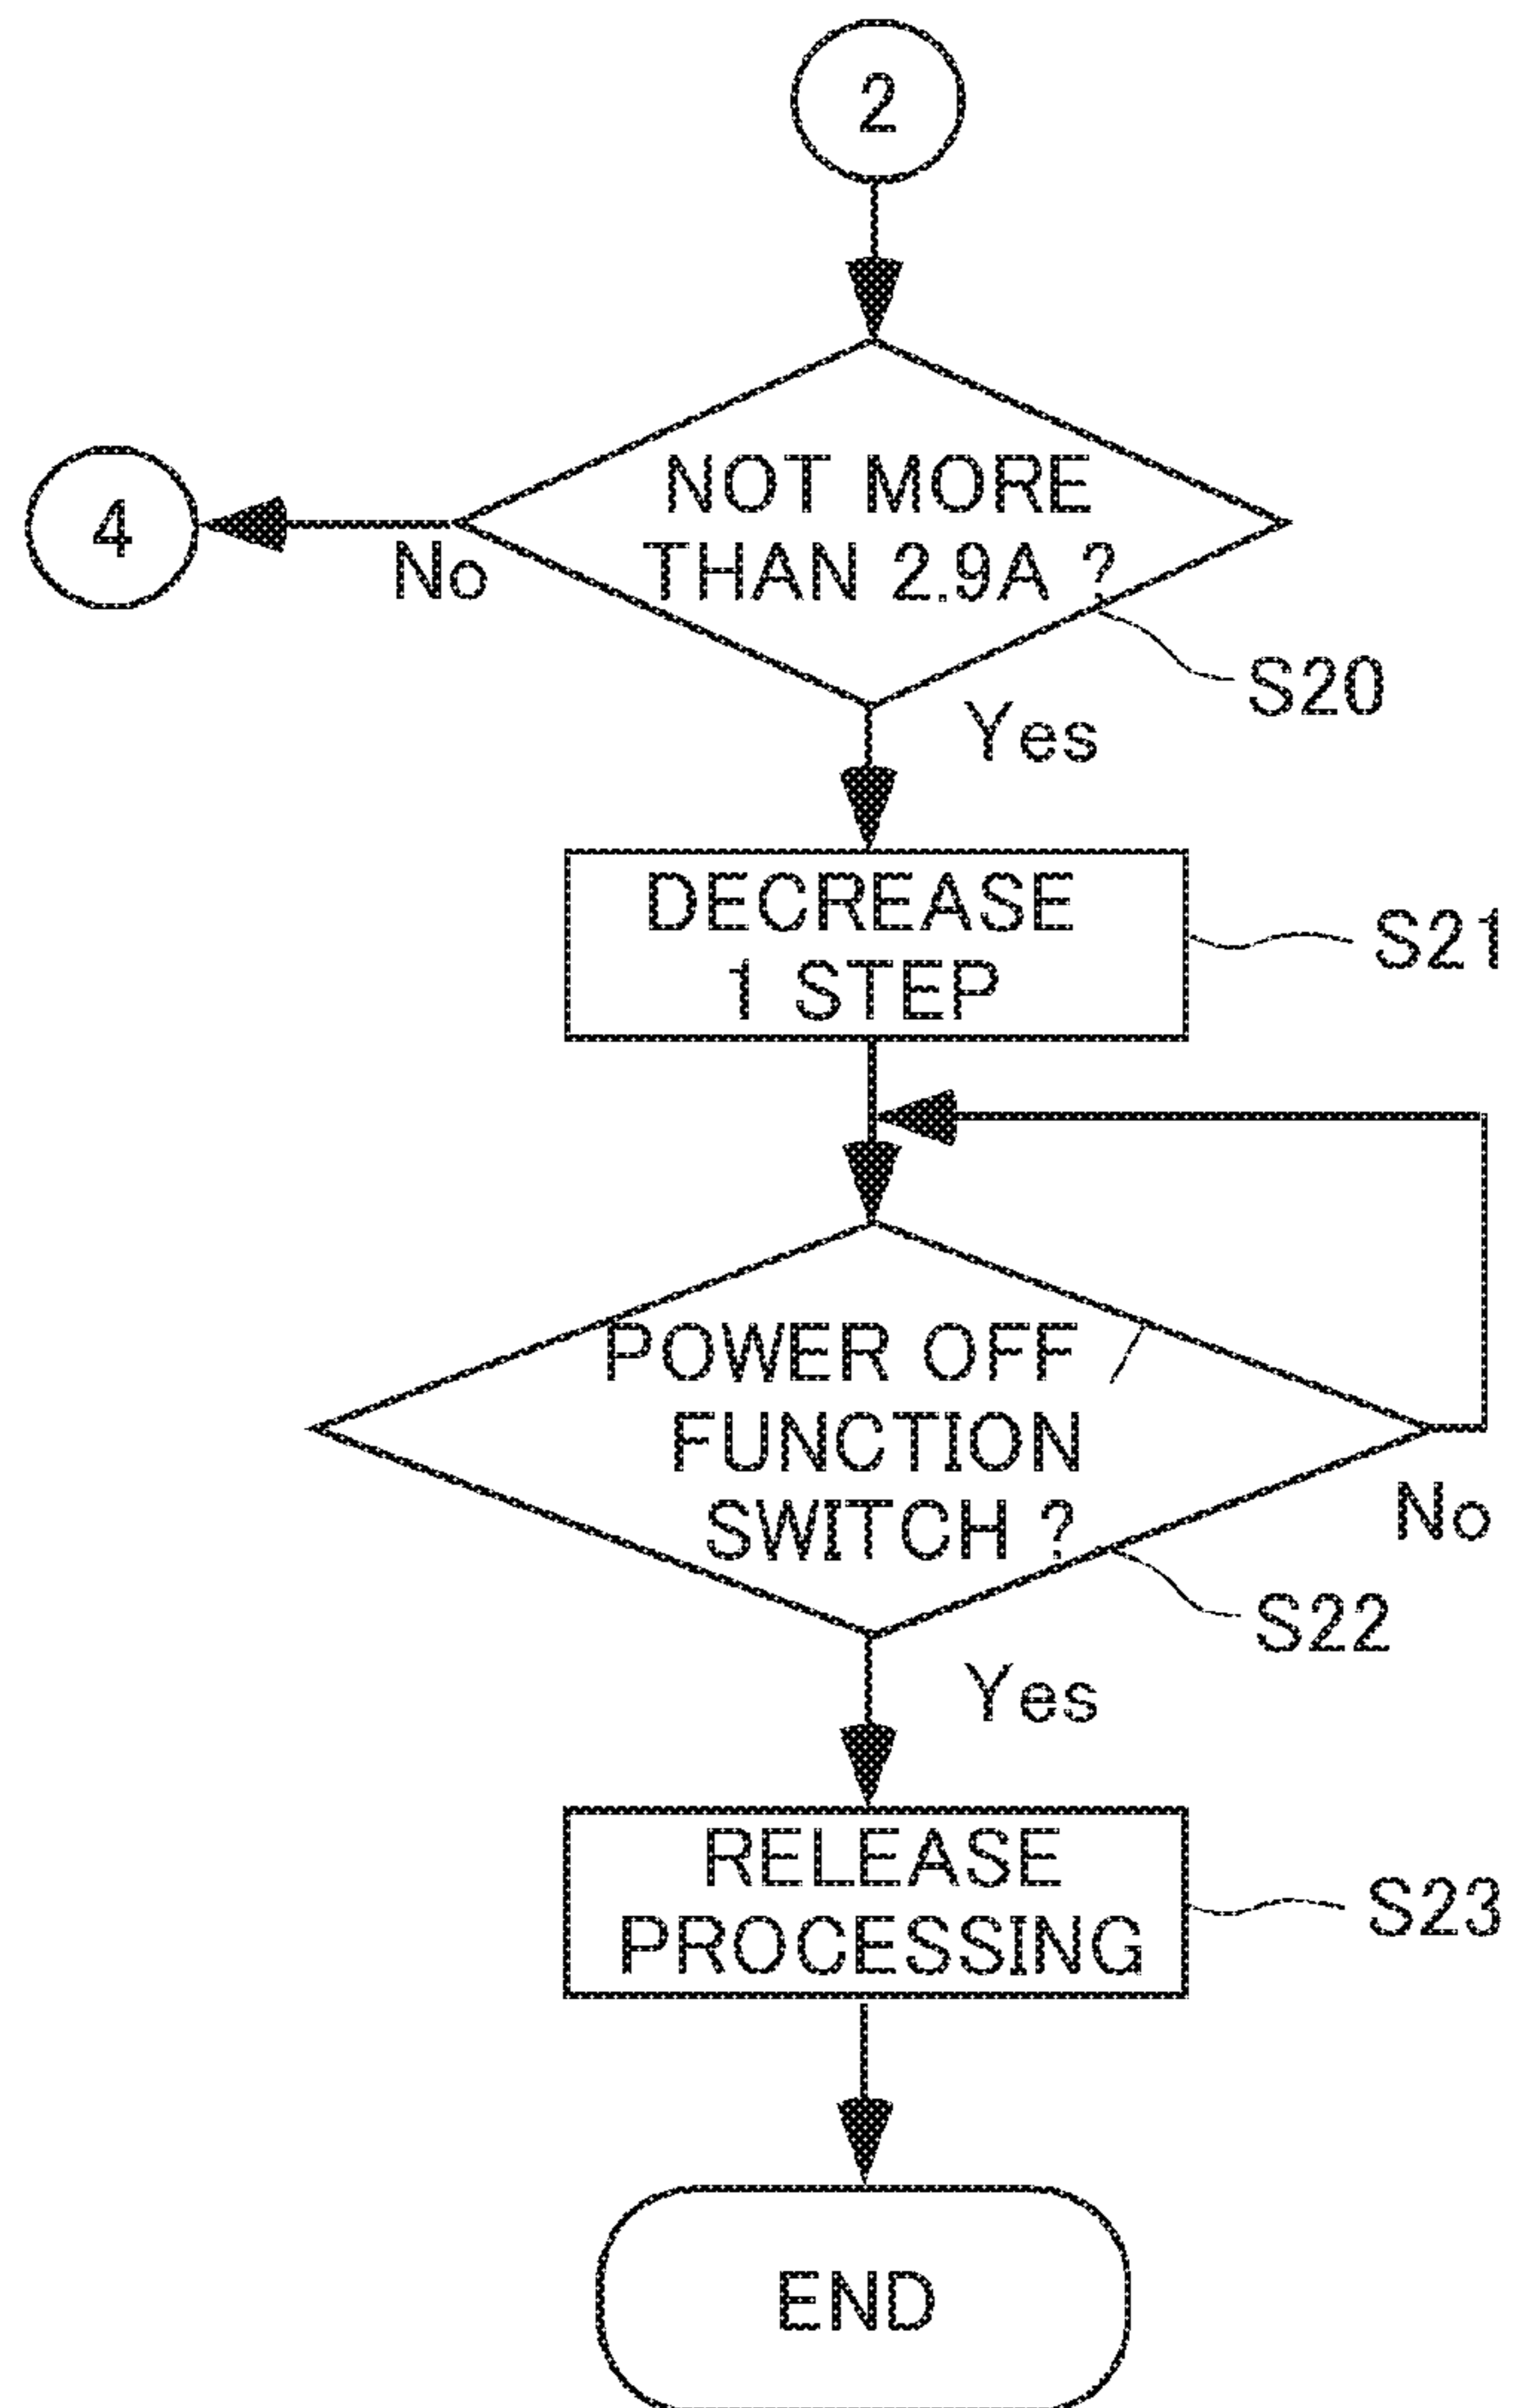 2
NOT MORE
THAN 2.9A ?
4
No
S20
Yes
DECREASE
1 STEP
S21
POWER OFF /
FUNCTION
SWITCH ?
No
S22
Yes
RELEASE
PROCESSING
S23
END